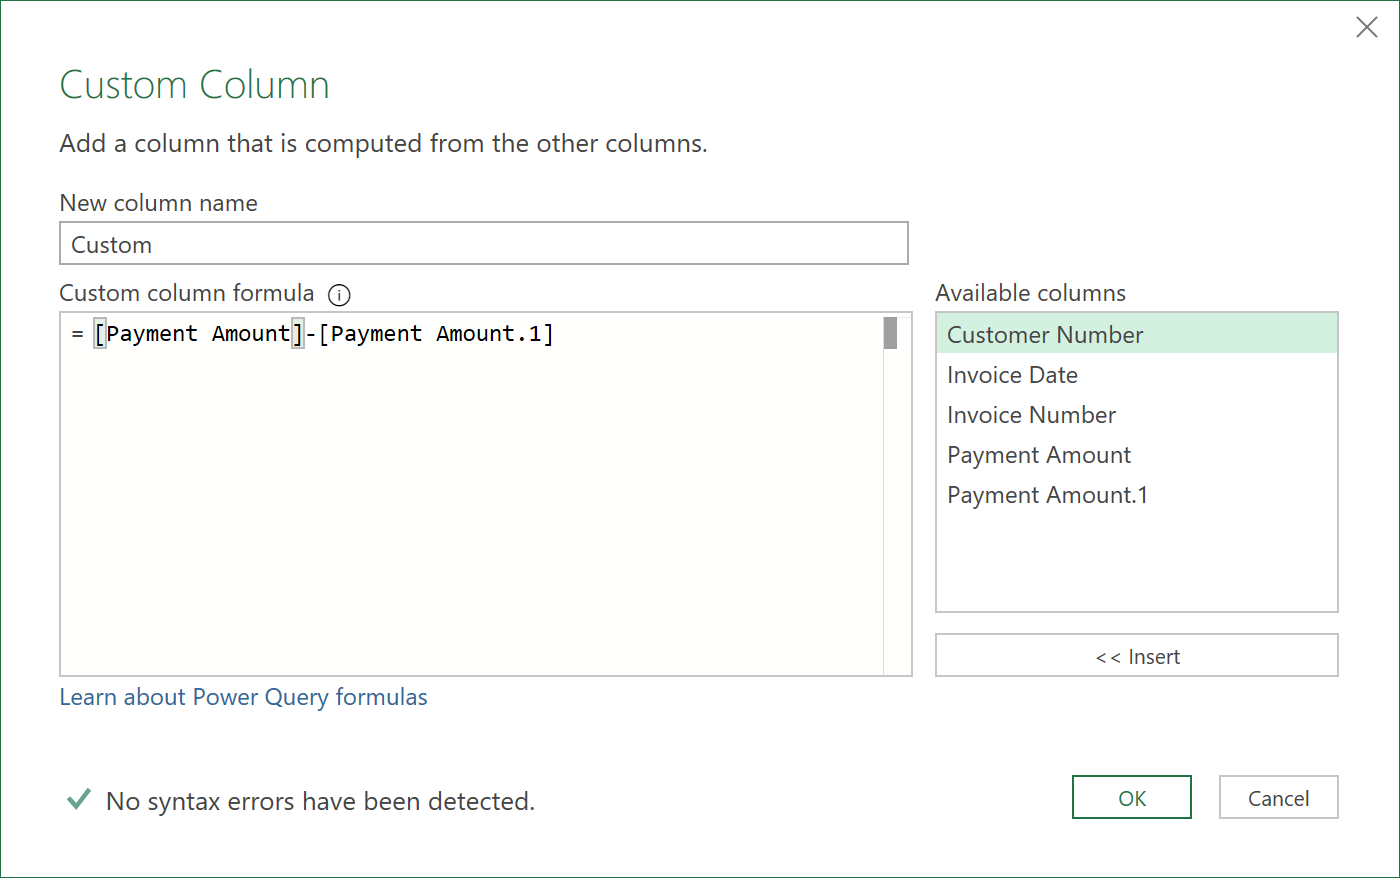 Custom Column
Add a column that is computed from the other columns.
New column name
Custom
Custom column formula
= [Payment Amount]-[Payment Amount.1]
Available columns
Customer Number
Invoice Date
Invoice Number
Payment Amount
Payment Amount.1
<< Insert
Learn about Power Query formulas
No syntax errors have been detected.
OK
Cancel